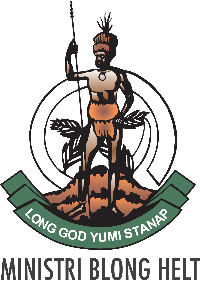 LONG GOD YUMI STANAP
MINISTRI BLONG HELT